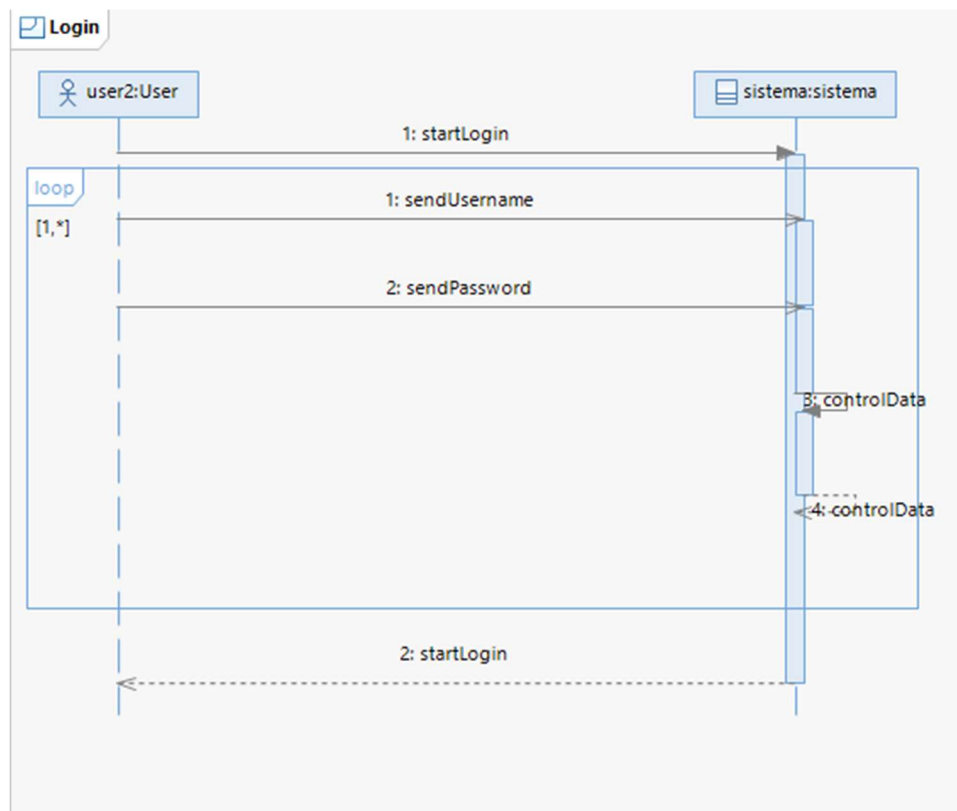 Login
user2:User
sistema:sistema
1: startLogin
loop
1: sendUsername
[1,*]
2: sendPassword
3: controlData
4: controlData
2: startLogin